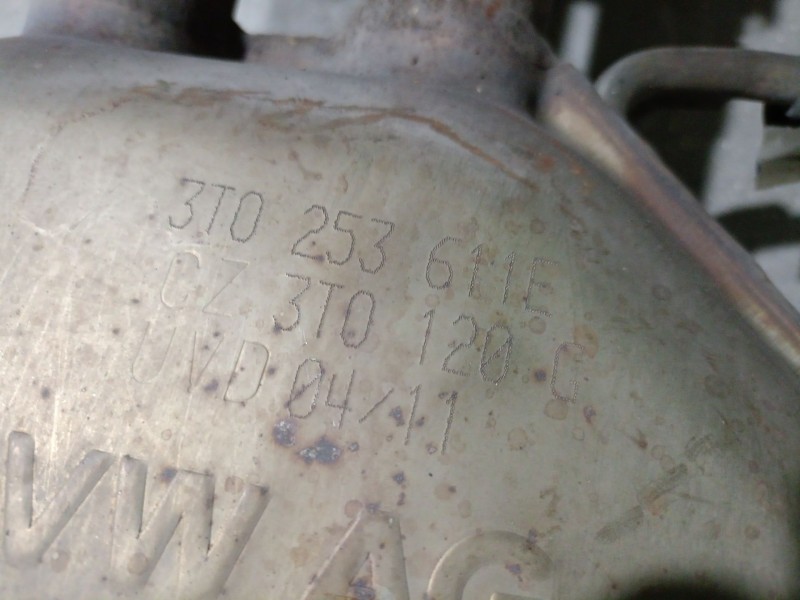 3T0 253 611E
CZ 3T0 120 G
UVD 04/11
VW AG